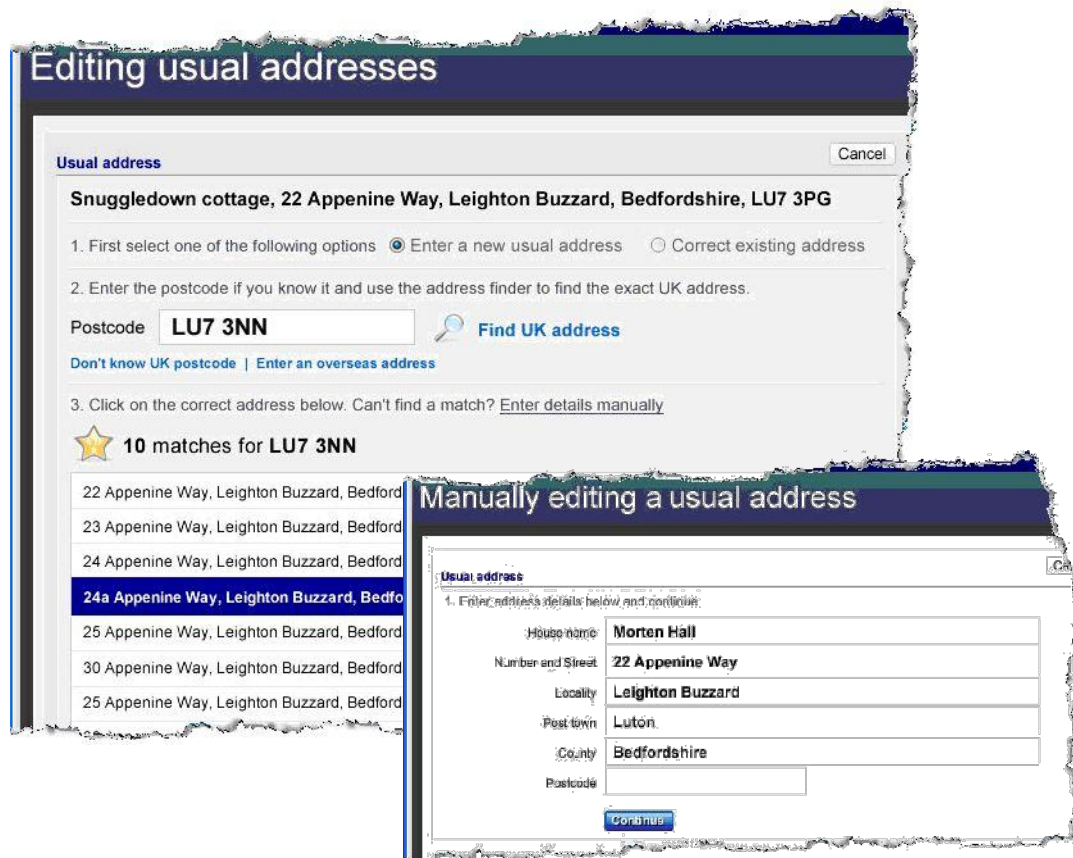 Editing usual addresses
Cancel
Usual address
Snuggledown cottage, 22 Appenine Way, Leighton Buzzard, Bedfordshire, LU7 3PG
1. First select one of the following options Enter a new usual address Correct existing address
2. Enter the postcode if you know it and use the address finder to find the exact UK address.
Postcode LU7 3NN Find UK address
Don't know UK postcode | Enter an overseas address
3. Click on the correct address below. Can't find a match? Enter details manually
10 matches for LU7 3NN
22 Appenine Way, Leighton Buzzard, Bedford
23 Appenine Way, Leighton Buzzard, Bedford
24 Appenine Way, Leighton Buzzard, Bedford
24a Appenine Way, Leighton Buzzard, Bedfo
25 Appenine Way, Leighton Buzzard, Bedford
30 Appenine Way, Leighton Buzzard, Bedford
25 Appenine Way, Leighton Buzzard, Bedford
Manually editing a usual address
Ca
Usual address
1. Enter address details below and continue
House name Morten Hall
Number and Street 22 Appenine Way
Locality Leighton Buzzard
Post town Luton
County Bedfordshire
Postcode
Continue